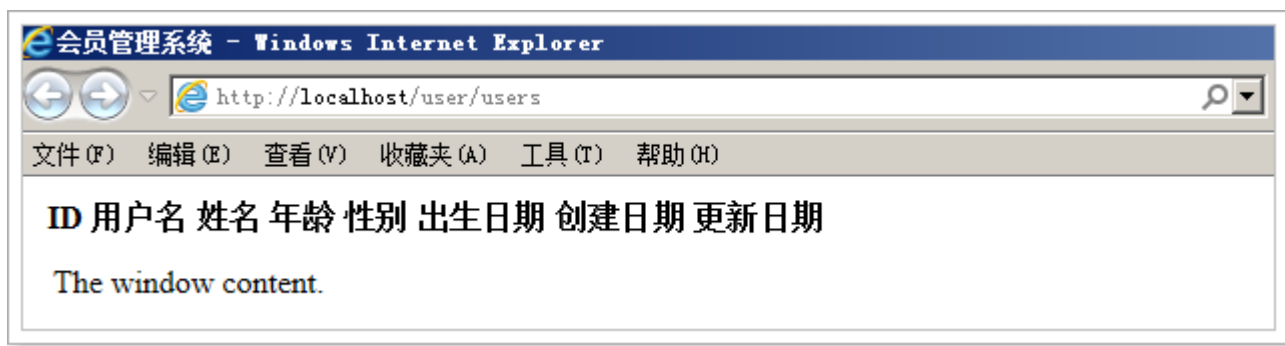 会员管理系统 - Windows Internet Explorer
http://localhost/user/users
文件(F) 编辑(E) 查看(V) 收藏夹(A) 工具(T) 帮助(H)
ID 用户名 姓名 年龄 性别 出生日期 创建日期 更新日期
The window content.